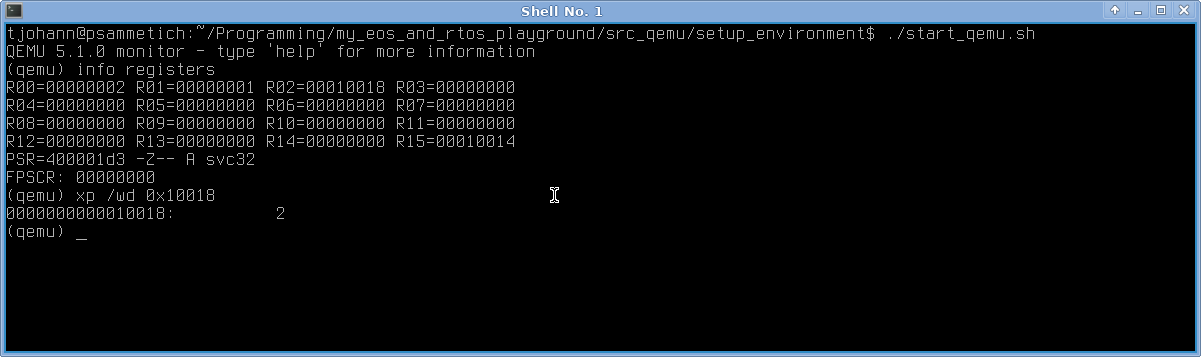 Shell No. 1
tjohann@psammetich:~/Programming/my_eos_and_rtos_playground/src_qemu/setup_environment$ ./start_qemu.sh
QEMU 5.1.0 monitor - type 'help' for more information
(qemu) info registers
R00=00000002 R01=00000001 R02=00010018 R03=00000000
R04=00000000 R05=00000000 R06=00000000 R07=00000000
R08=00000000 R09=00000000 R10=00000000 R11=00000000
R12=00000000 R13=00000000 R14=00000000 R15=00010014
PSR=400001d3 -Z-- A svc32
FPSCR: 00000000
(qemu) xp /wd 0x10018
0000000000010018:          2
(qemu) _